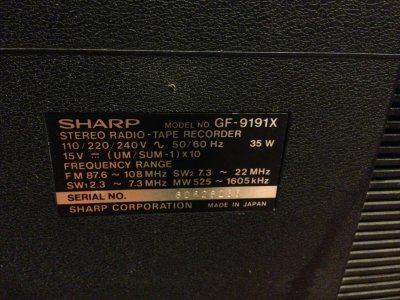 SHARP MODEL NO. GF-9191X
STEREO RADIO-TAPE RECORDER
110/220/240V ∿ 50/60 Hz 35 W
15V ⎓ (UM/SUM-1) x 10
FREQUENCY RANGE
FM 87.6 ~ 108 MHz SW2 7.3 ~ 22 MHz
SW1 2.3 ~ 7.3 MHz MW 525 ~ 1605 kHz
SERIAL NO.
SHARP CORPORATION MADE IN JAPAN